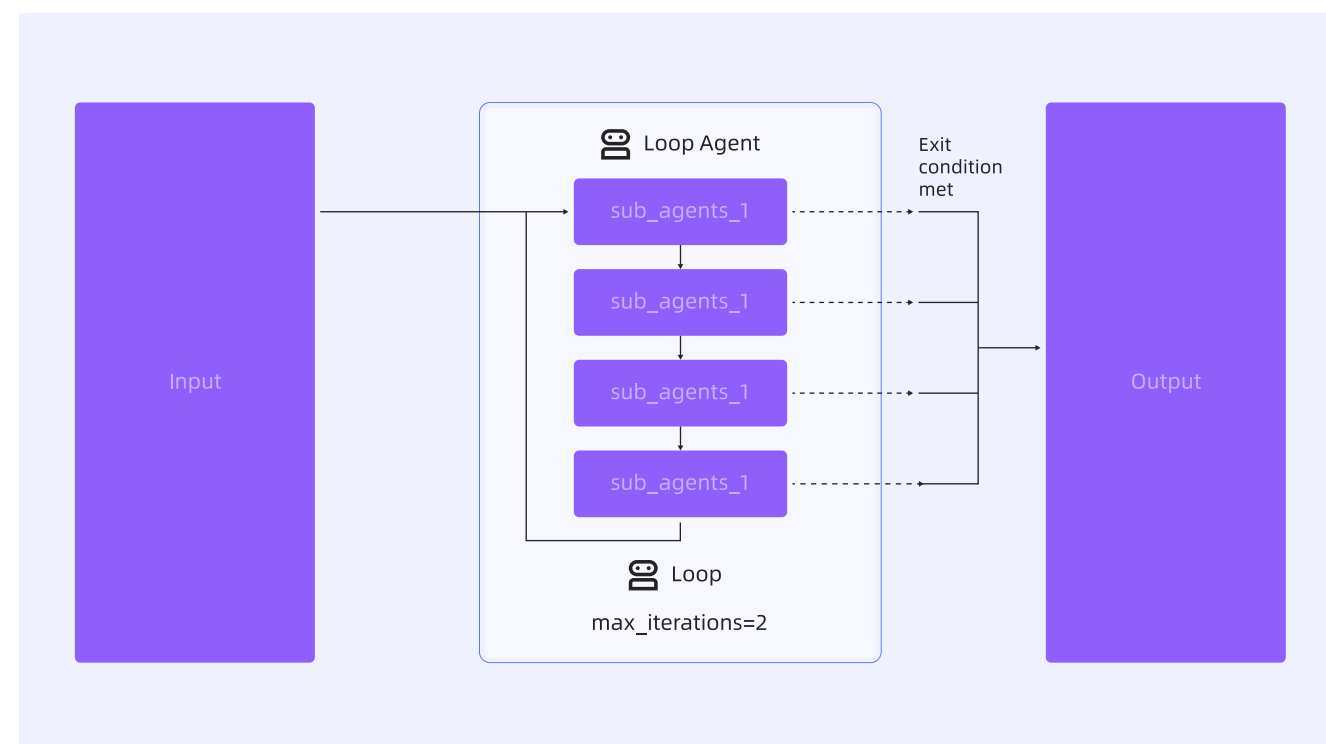 Loop Agent
Exit
condition
met
sub_agents_1
sub_agents_1
Input
Output
sub_agents_1
sub_agents_1
Loop
max_iterations=2